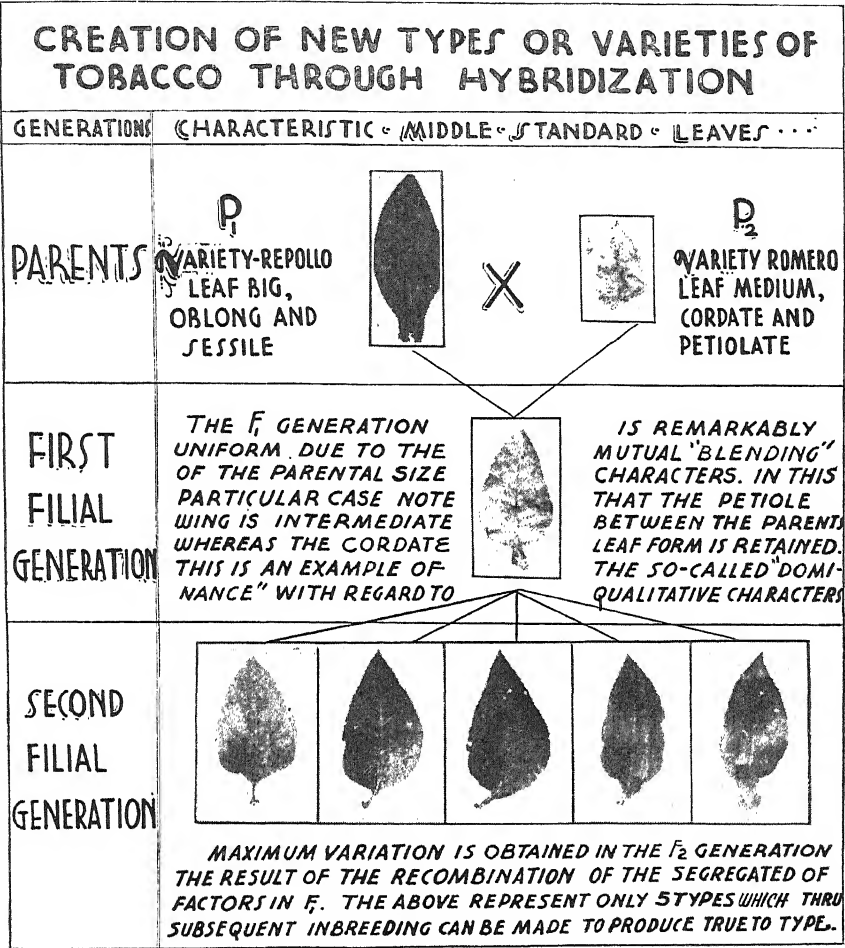 CREATION OF NEW TYPES OR VARIETIES OF
TOBACCO THROUGH HYBRIDIZATION
GENERATIONS
CHARACTERISTIC - MIDDLE - STANDARD - LEAVES ...
PARENTS
P1
VARIETY-REPOLLO
LEAF BIG,
OBLONG AND
SESSILE
X
P2
VARIETY ROMERO
LEAF MEDIUM,
CORDATE AND
PETIOLATE
FIRST
FILIAL
GENERATION
THE F1 GENERATION IS REMARKABLY
UNIFORM DUE TO THE MUTUAL "BLENDING"
OF THE PARENTAL SIZE CHARACTERS. IN THIS
PARTICULAR CASE NOTE THAT THE PETIOLE
WING IS INTERMEDIATE BETWEEN THE PARENTS
WHEREAS THE CORDATE LEAF FORM IS RETAINED.
THIS IS AN EXAMPLE OF THE SO-CALLED "DOMI-
NANCE" WITH REGARD TO QUALITATIVE CHARACTERS
SECOND
FILIAL
GENERATION
MAXIMUM VARIATION IS OBTAINED IN THE F2 GENERATION
THE RESULT OF THE RECOMBINATION OF THE SEGREGATED OF
FACTORS IN F1. THE ABOVE REPRESENT ONLY 5 TYPES WHICH THRU
SUBSEQUENT INBREEDING CAN BE MADE TO PRODUCE TRUE TO TYPE.